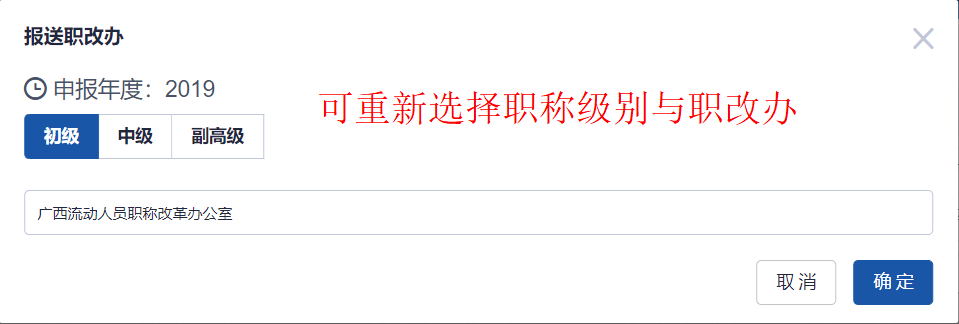 报送职改办
申报年度：2019
可重新选择职称级别与职改办
初级 中级 副高级
广西流动人员职称改革办公室
取消 确定